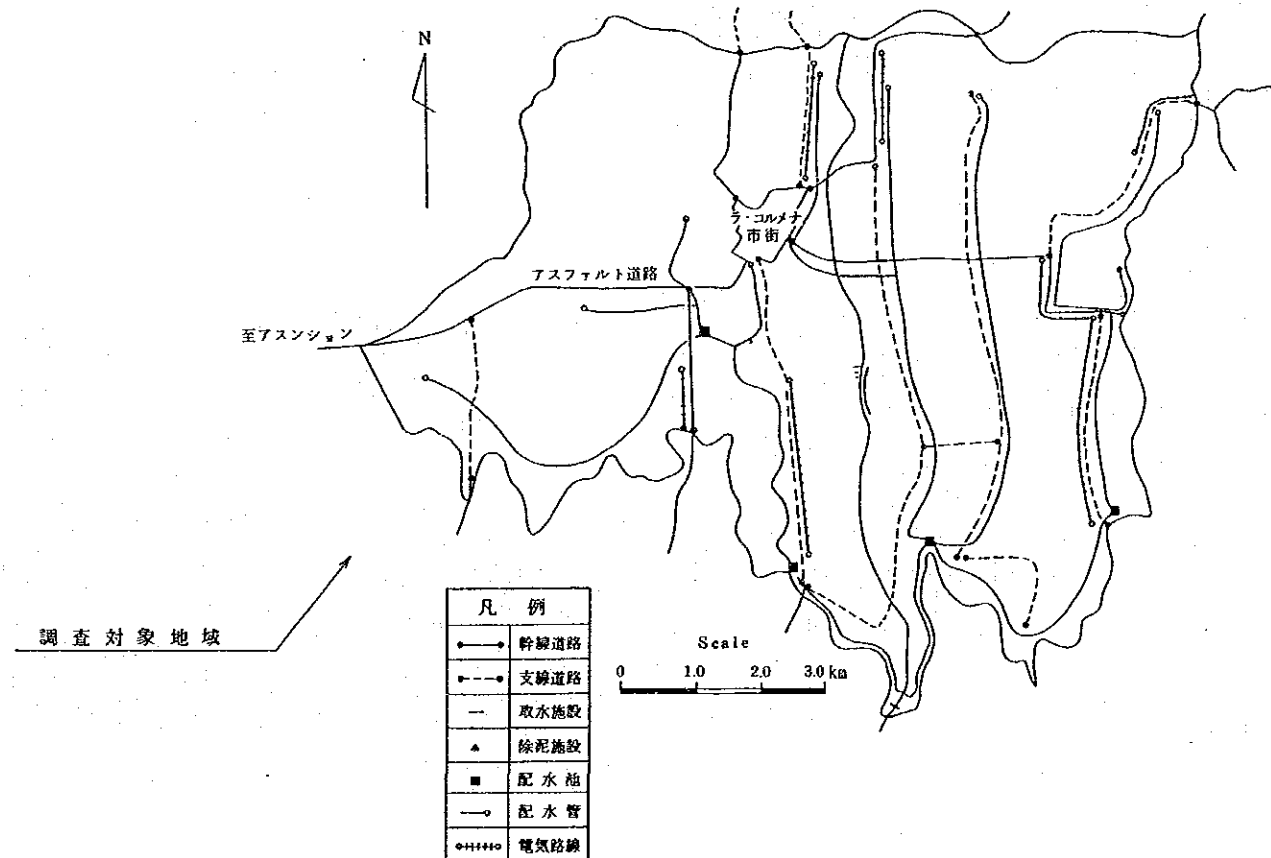 N
ラ・コルメナ
市街
アスファルト道路
至アスンション
調査対象地域
凡 例
幹線道路
支線道路
取水施設
除泥施設
配水池
配水管
電気路線
Scale
0 1.0 2.0 3.0 km